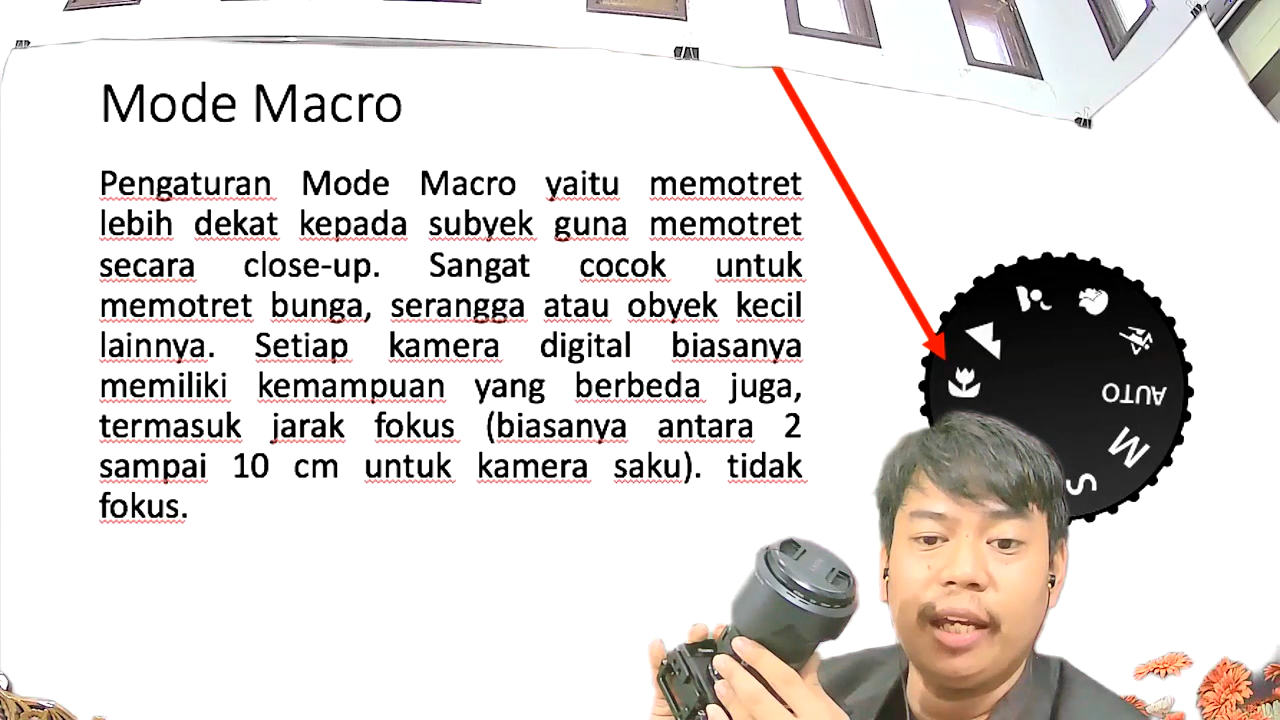 Mode Macro
Pengaturan Mode Macro yaitu memotret
lebih dekat kepada subyek guna memotret
secara close-up. Sangat cocok untuk
memotret bunga, serangga atau obyek kecil
lainnya. Setiap kamera digital biasanya
memiliki kemampuan yang berbeda juga,
termasuk jarak fokus (biasanya antara 2
sampai 10 cm untuk kamera saku). tidak
fokus.
AUTO
M
S